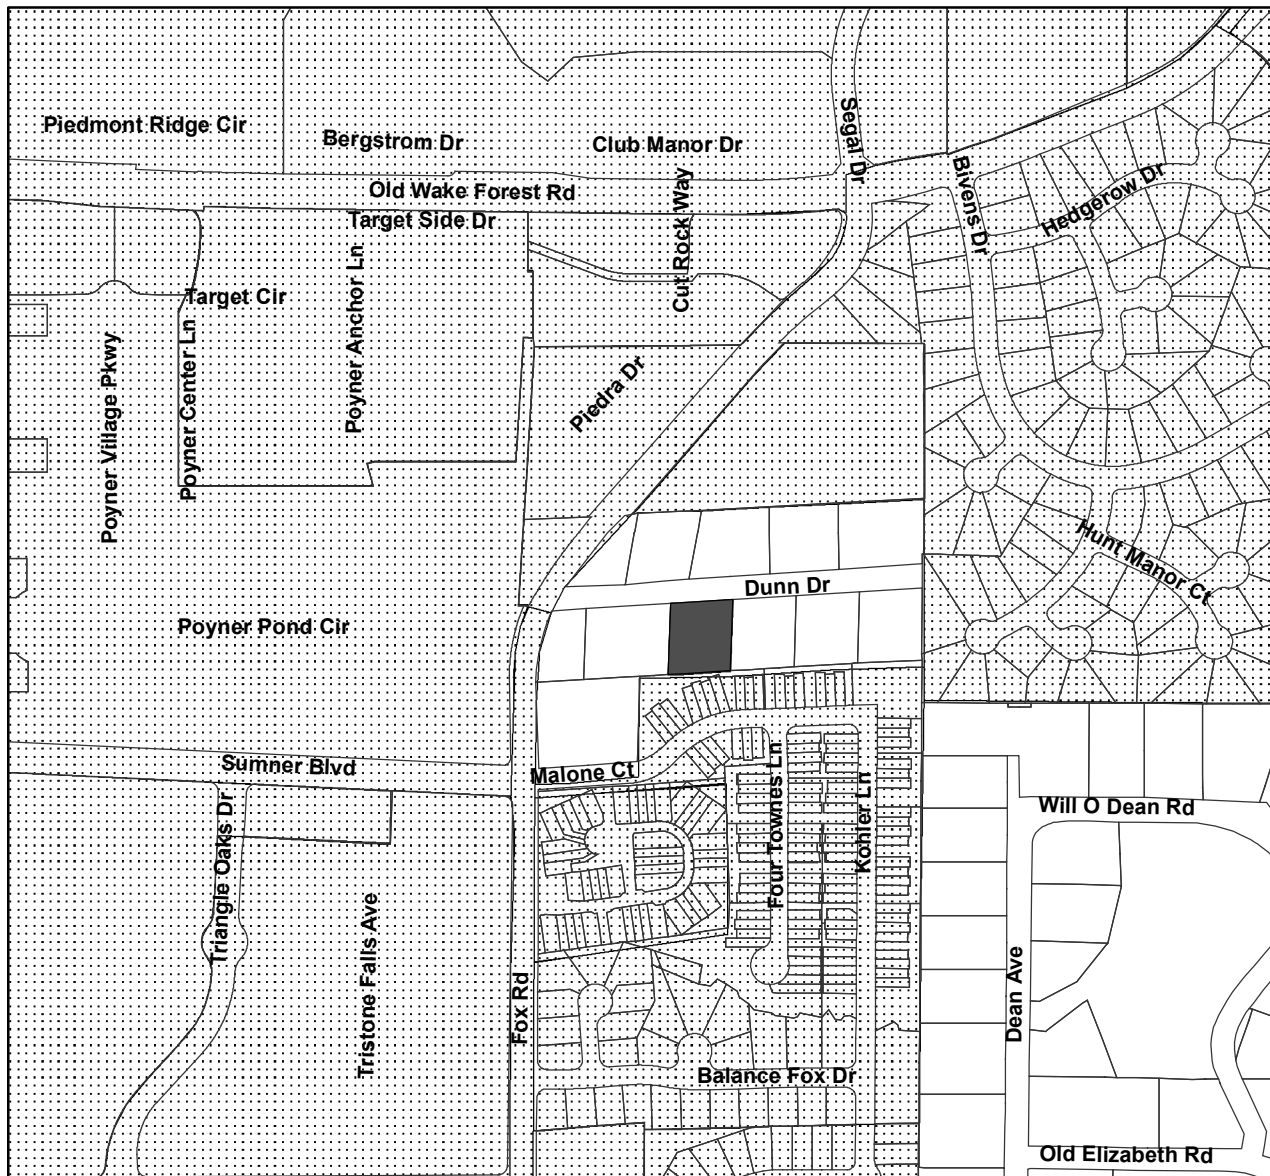 Piedmont Ridge Cir
Bergstrom Dr
Club Manor Dr
Segal Dr
Old Wake Forest Rd
Target Side Dr
Cut Rock Way
Bivens Dr
Hedgerow Dr
Target Cir
Poyner Village Pkwy
Poyner Center Ln
Poyner Anchor Ln
Piedra Dr
Hunt Manor Ct
Dunn Dr
Poyner Pond Cir
Sumner Blvd
Malone Ct
Triangle Oaks Dr
Tristone Falls Ave
Fox Rd
Four Townes Ln
Kohler Ln
Will O Dean Rd
Dean Ave
Balance Fox Dr
Old Elizabeth Rd